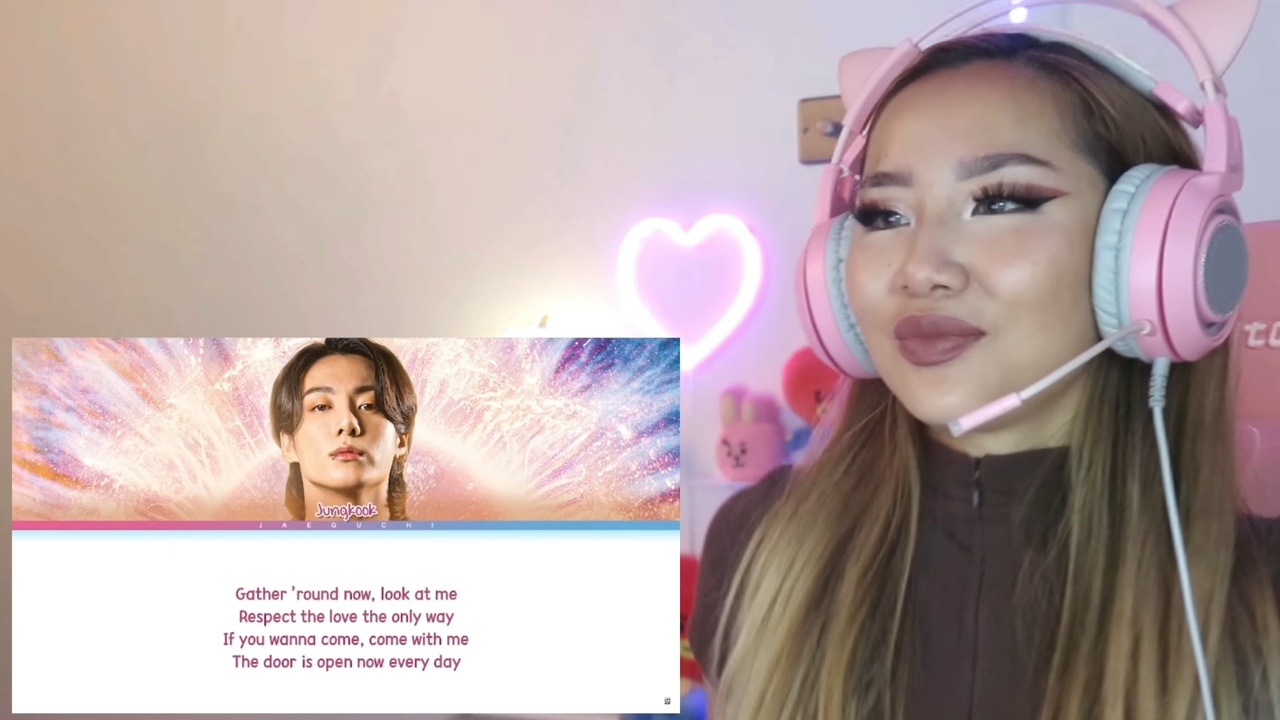 Jungkook
JAEGUCHI
Gather 'round now, look at me
Respect the love the only way
If you wanna come, come with me
The door is open now every day